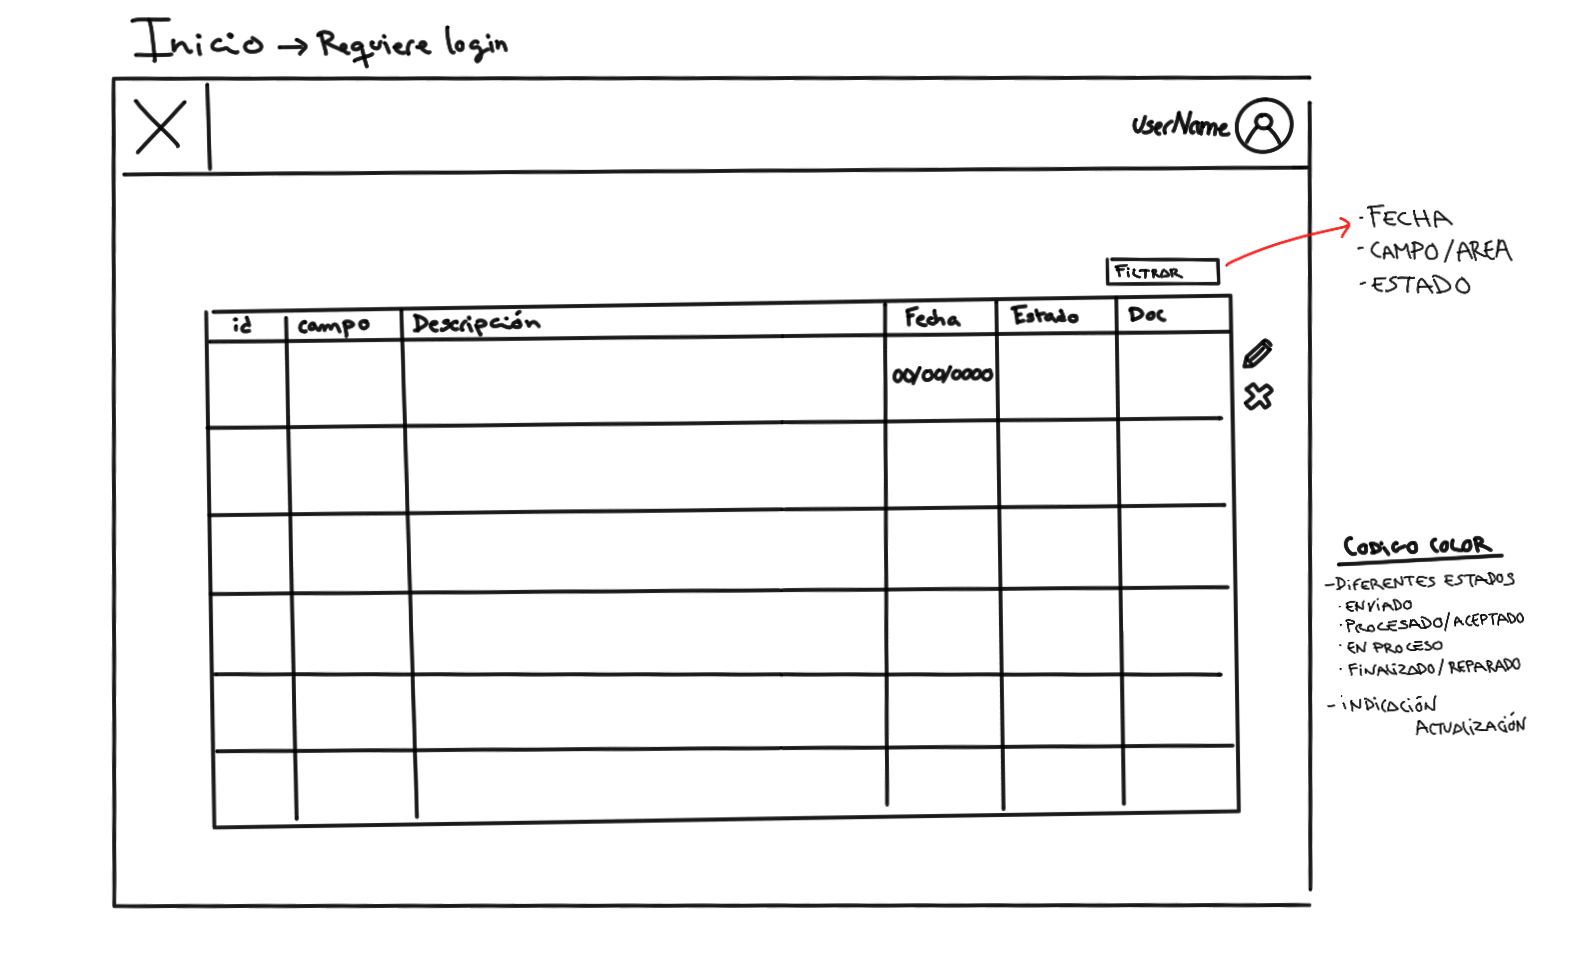 Inicio → Requiere login
UserName
- FECHA
- CAMPO/AREA
- ESTADO
FILTRAR
id campo Descripción Fecha Estado Doc
00/00/0000
CODIGO COLOR
- DIFERENTES ESTADOS
· ENVIADO
· PROCESADO/ACEPTADO
· EN PROCESO
· FINALIZADO/REPARADO
- INDICACIÓN
ACTUALIZACIÓN